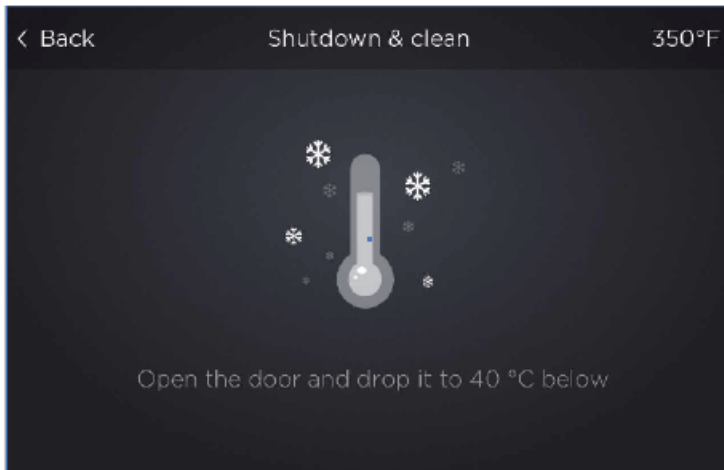 < Back Shutdown & clean 350°F
Open the door and drop it to 40 °C below